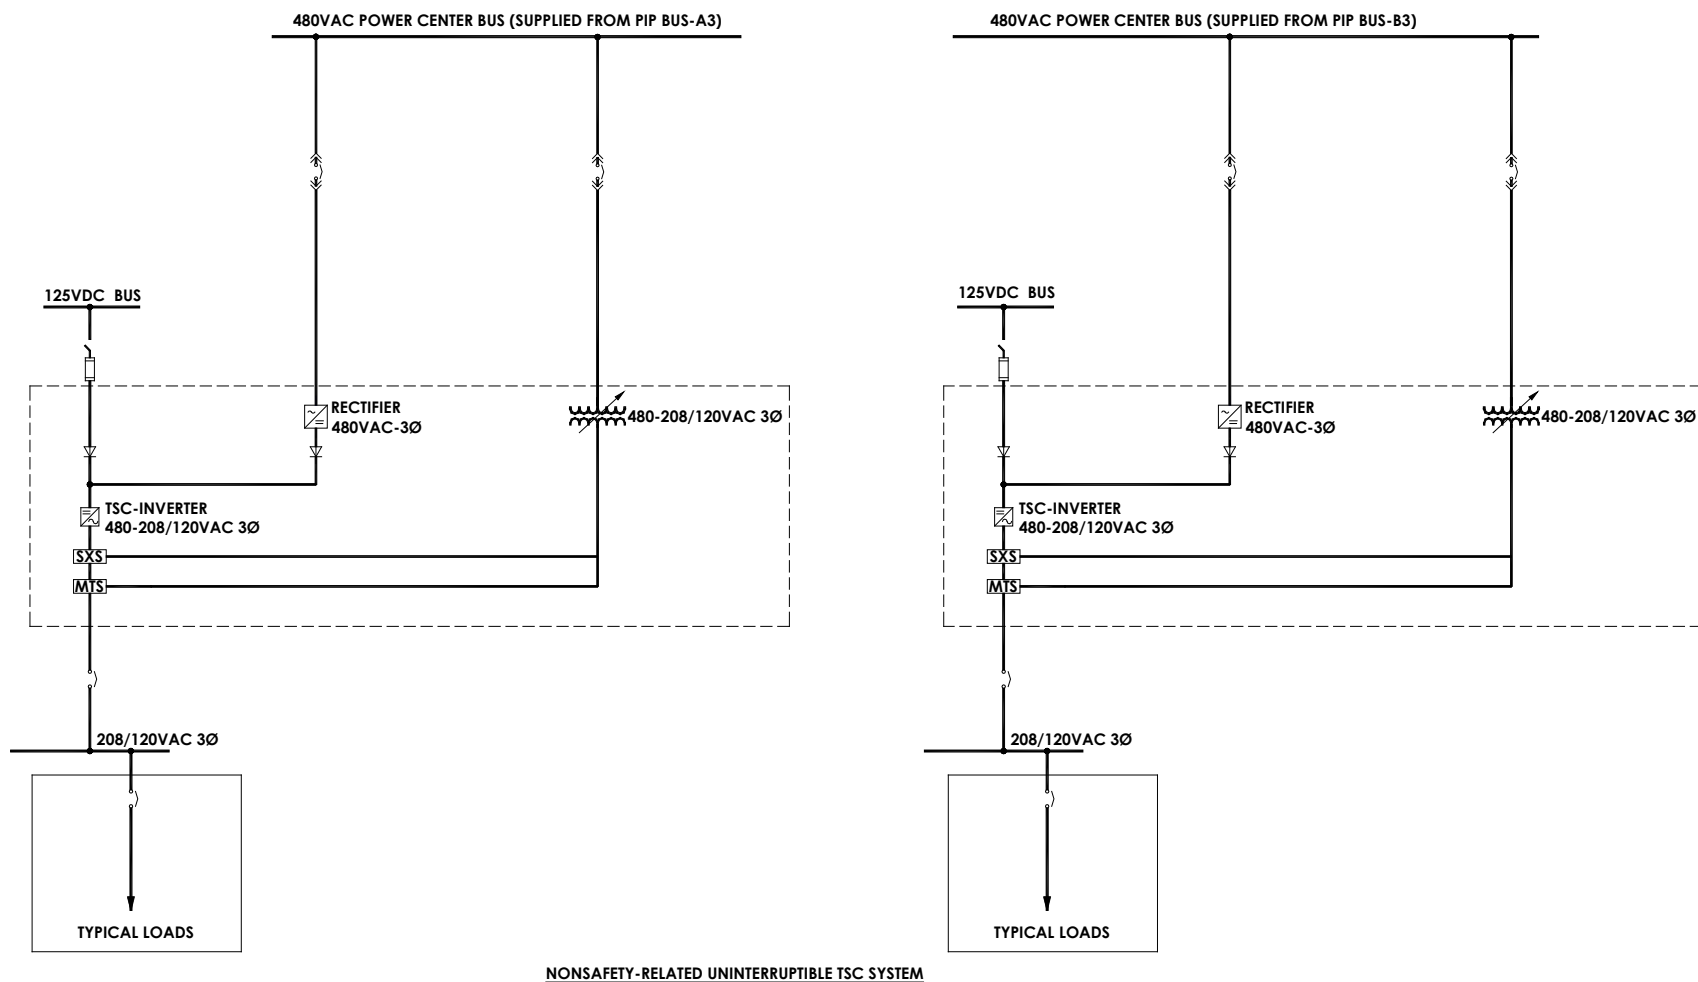 480VAC POWER CENTER BUS (SUPPLIED FROM PIP BUS-A3)
125VDC BUS
RECTIFIER
480VAC-3Ø
480-208/120VAC 3Ø
TSC-INVERTER
480-208/120VAC 3Ø
SXS
MTS
208/120VAC 3Ø
TYPICAL LOADS
480VAC POWER CENTER BUS (SUPPLIED FROM PIP BUS-B3)
125VDC BUS
RECTIFIER
480VAC-3Ø
480-208/120VAC 3Ø
TSC-INVERTER
480-208/120VAC 3Ø
SXS
MTS
208/120VAC 3Ø
TYPICAL LOADS
NONSAFETY-RELATED UNINTERRUPTIBLE TSC SYSTEM